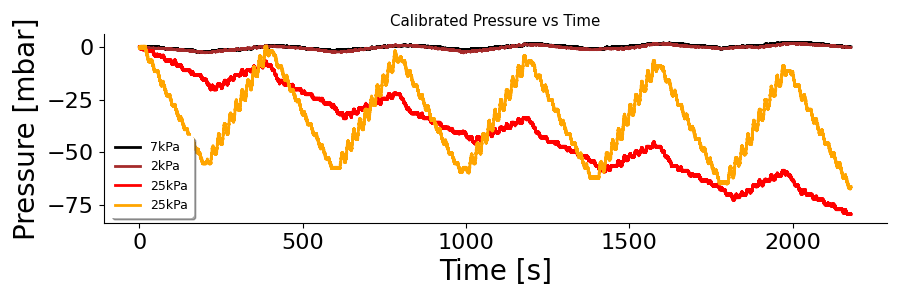 Calibrated Pressure vs Time
Pressure [mbar]
0
−25
−50
−75
7kPa
2kPa
25kPa
25kPa
0
500
1000
1500
2000
Time [s]